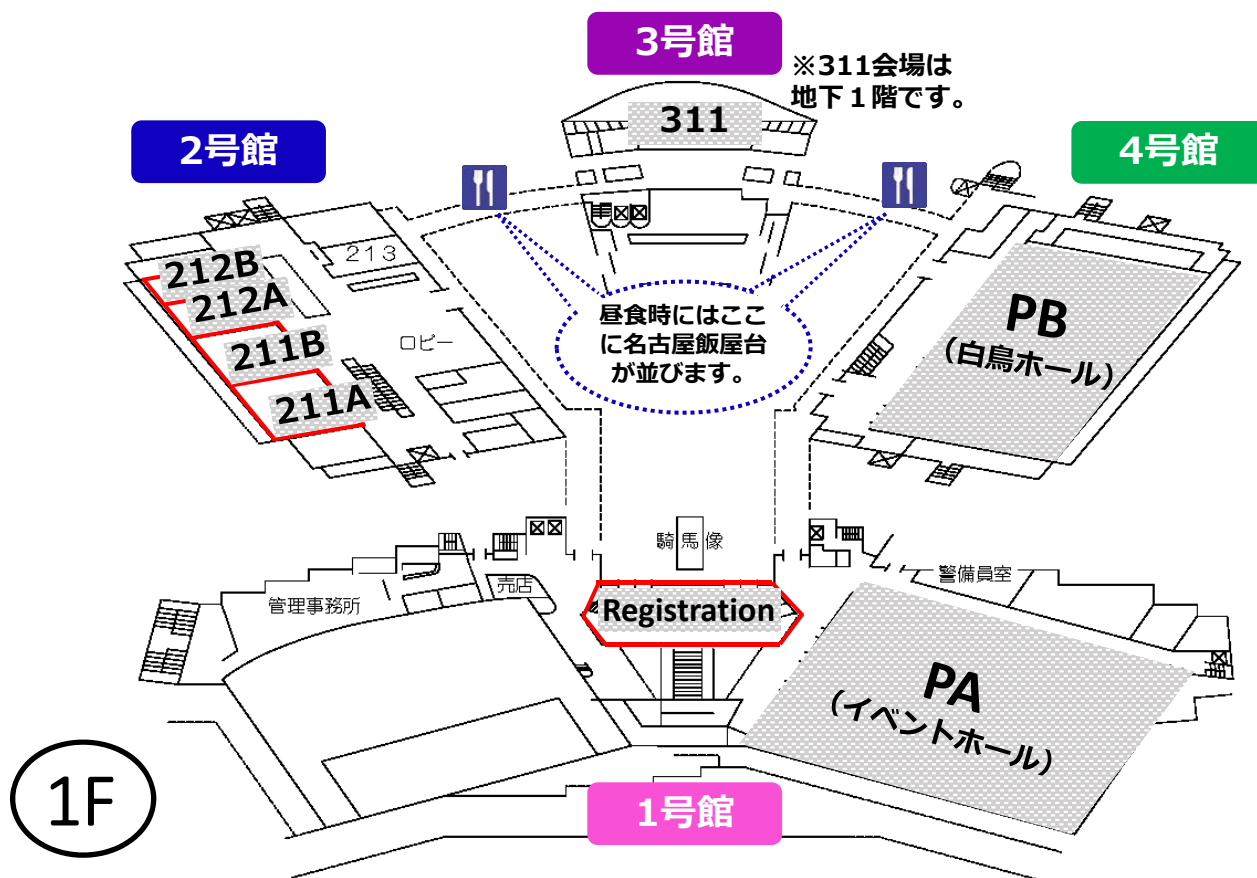 3号館
※311会場は
地下１階です。
311
2号館
4号館
213
212B
212A
211B
211A
ロビー
昼食時にはここ
に名古屋飯屋台
が並びます。
PB
（白鳥ホール）
騎馬像
売店
管理事務所
警備員室
Registration
PA
（イベントホール）
1F
1号館